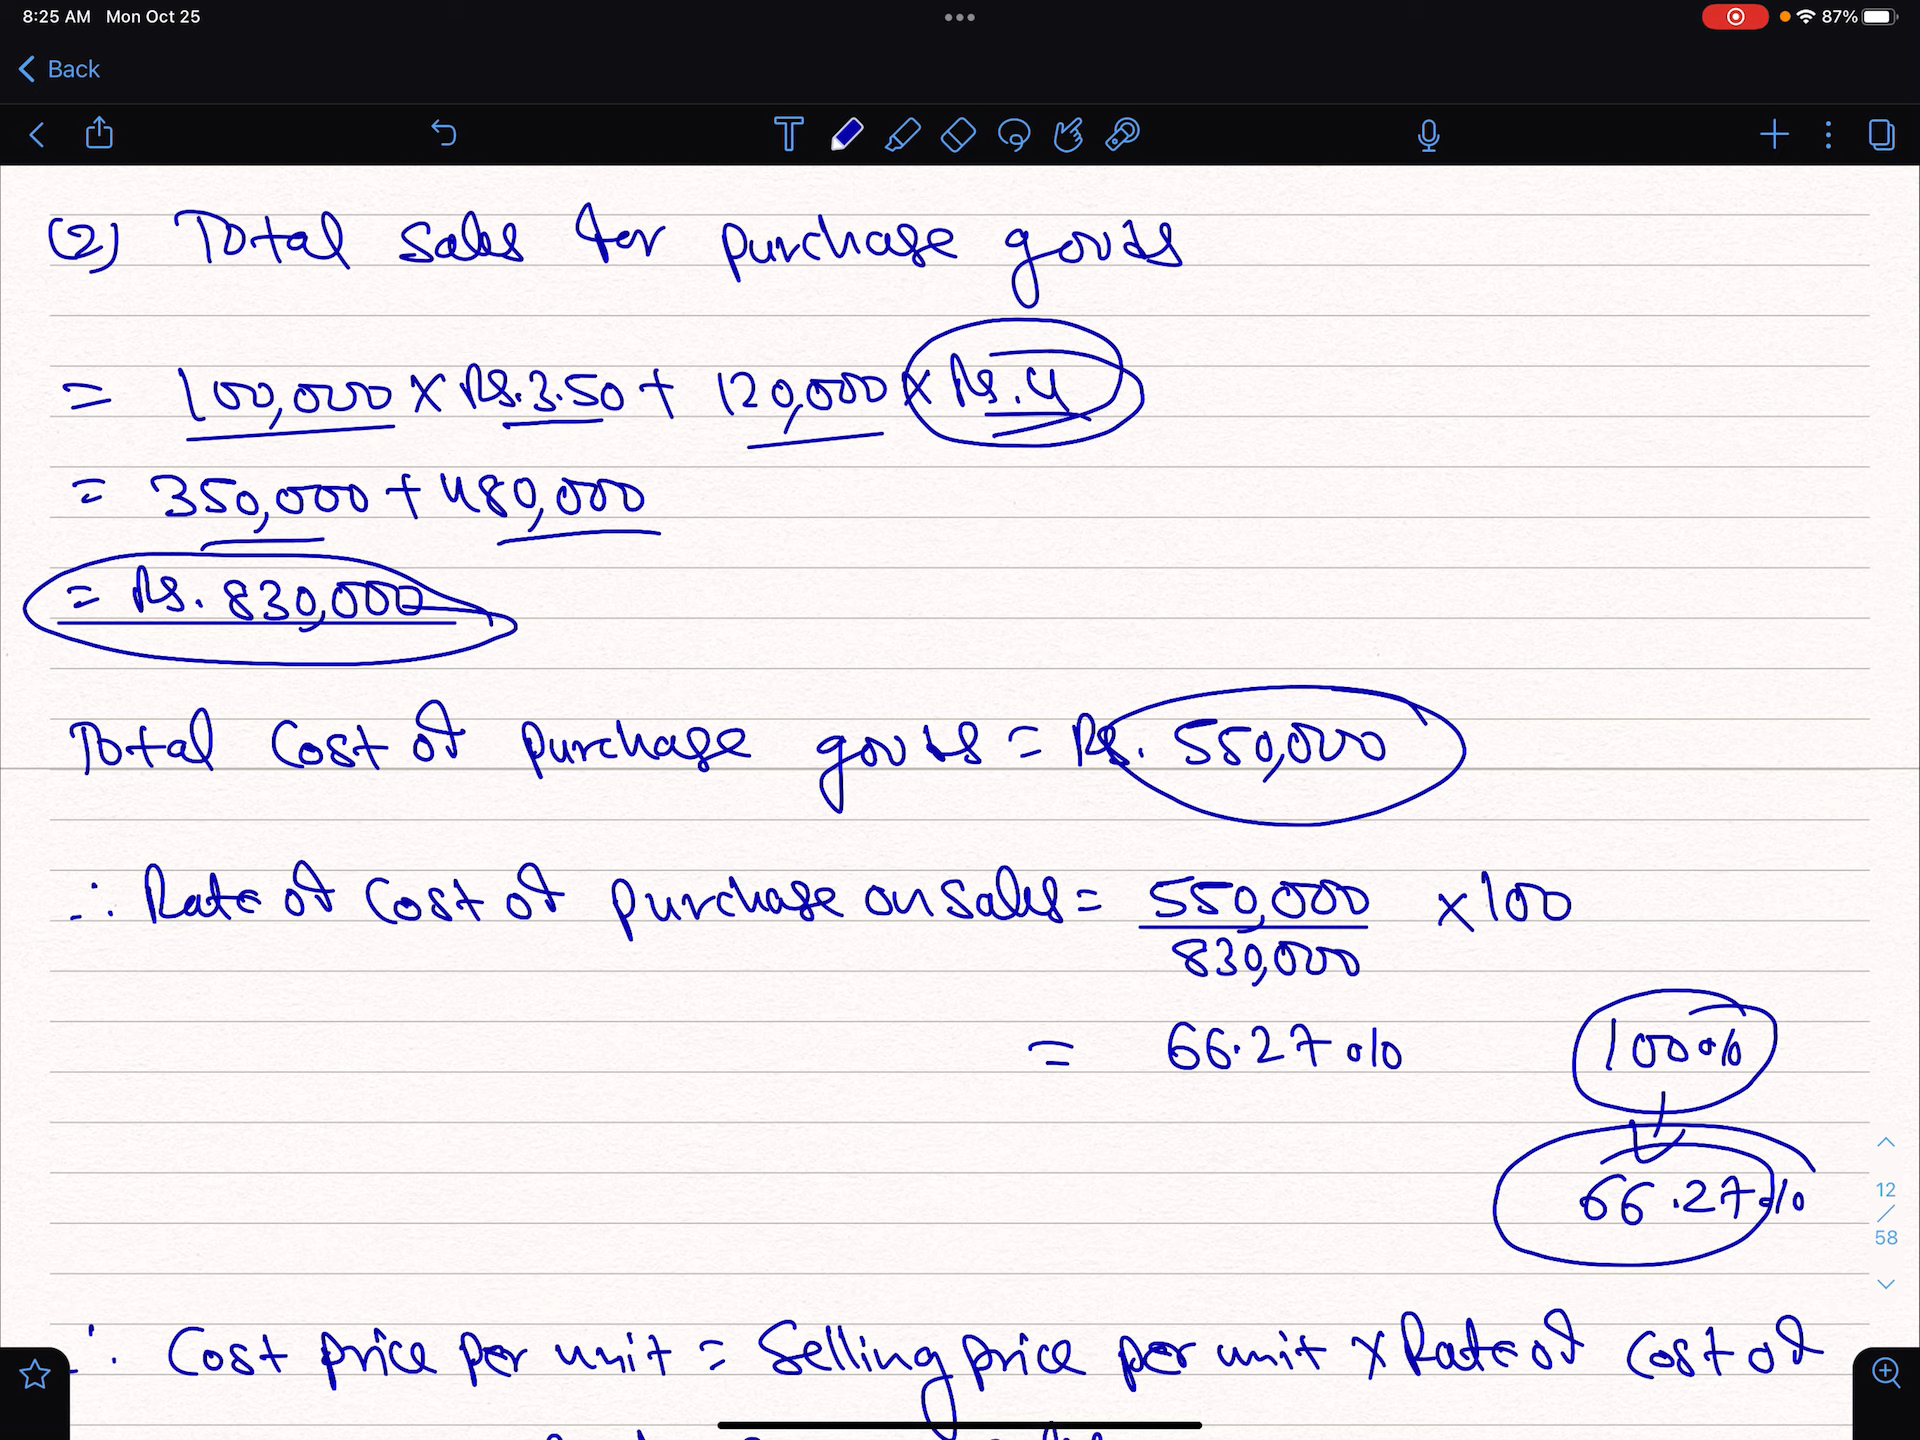 8:25 AM Mon Oct 25
87%
Back
(2) Total sales for purchase goods
= 100,000 × Rs.3.50 + 120,000 × Rs.4
= 350,000 + 480,000
= Rs. 830,000
Total Cost of purchase goods = Rs. 550,000
∴ Rate of Cost of purchase on sales = 550,000 × 100
830,000
= 66.27%
100%
66.27%
12
/
58
∴ Cost price per unit = Selling price per unit × Rate of Cost of